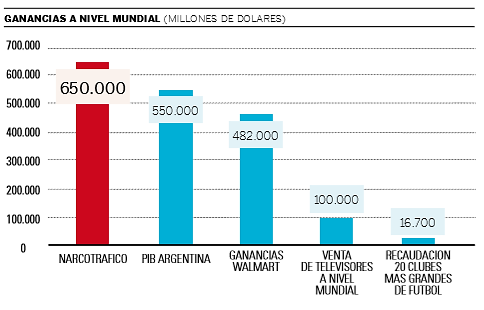 GANANCIAS A NIVEL MUNDIAL (MILLONES DE DOLARES)
700.000
600.000
500.000
400.000
300.000
200.000
100.000
0
650.000
550.000
482.000
100.000
16.700
NARCOTRAFICO
PIB ARGENTINA
GANANCIAS
WALMART
VENTA
DE TELEVISORES
A NIVEL
MUNDIAL
RECAUDACION
20 CLUBES
MAS GRANDES
DE FUTBOL